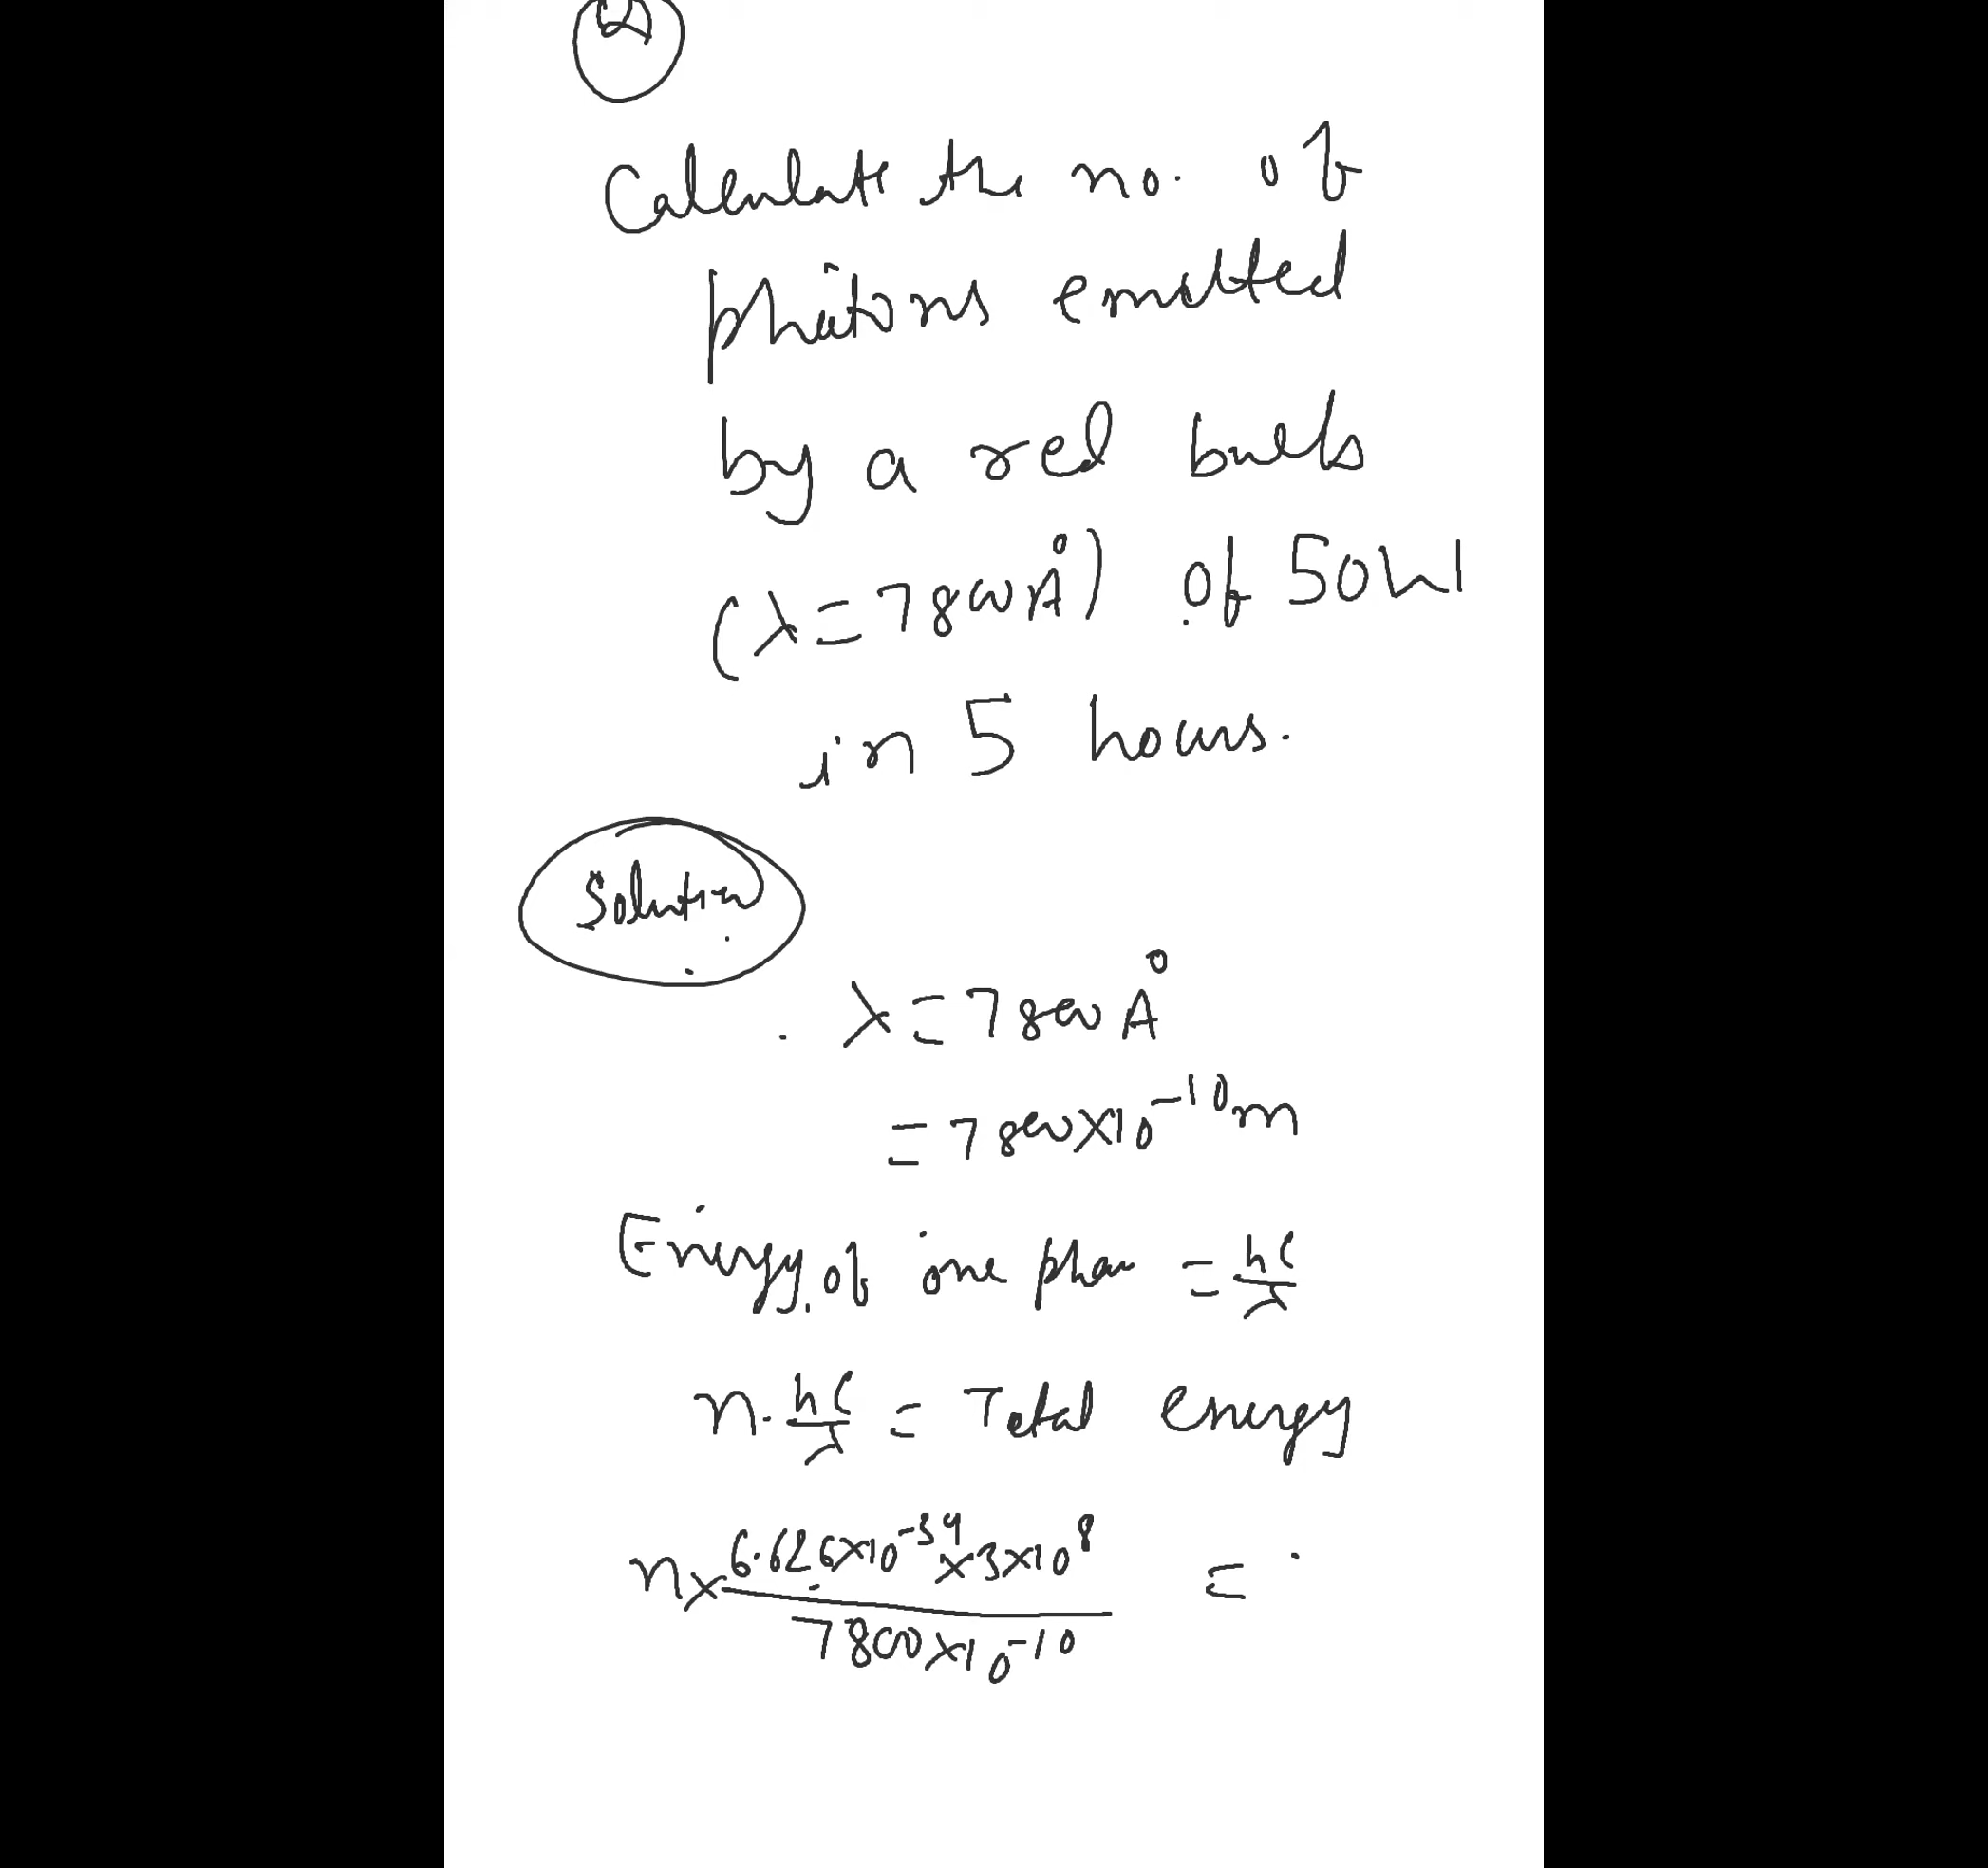 Calculate the no. of
photons emitted
by a red bulb
(λ=7800Å) of 50W
in 5 hours.
Solution
λ=7800Å
=7800×10⁻¹⁰m
Energy of one = hc/λ
n·hc/λ = Total energy
n×6.626×10⁻³⁴×3×10⁸/7800×10⁻¹⁰ =